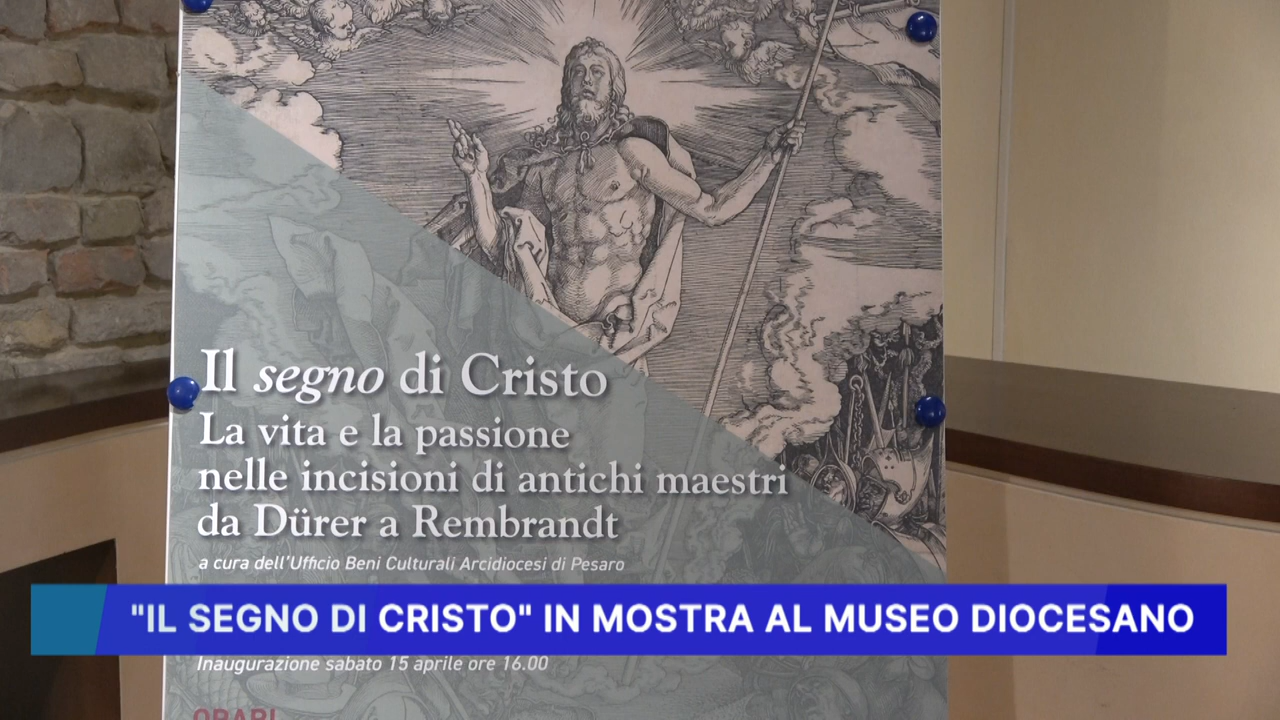 Il segno di Cristo
La vita e la passione
nelle incisioni di antichi maestri
da Dürer a Rembrandt
a cura dell'Ufficio Beni Culturali Arcidiocesi di Pesaro
"IL SEGNO DI CRISTO" IN MOSTRA AL MUSEO DIOCESANO
Inaugurazione sabato 15 aprile ore 16.00
ORARI